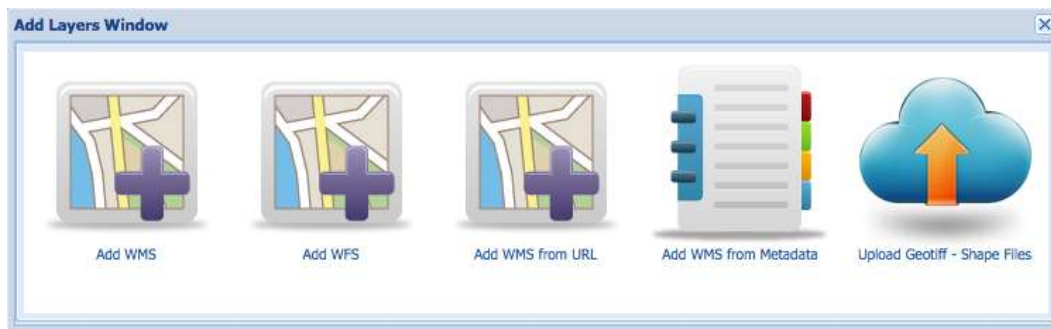 Add Layers Window
Add WMS
Add WFS
Add WMS from URL
Add WMS from Metadata
Upload Geotiff - Shape Files